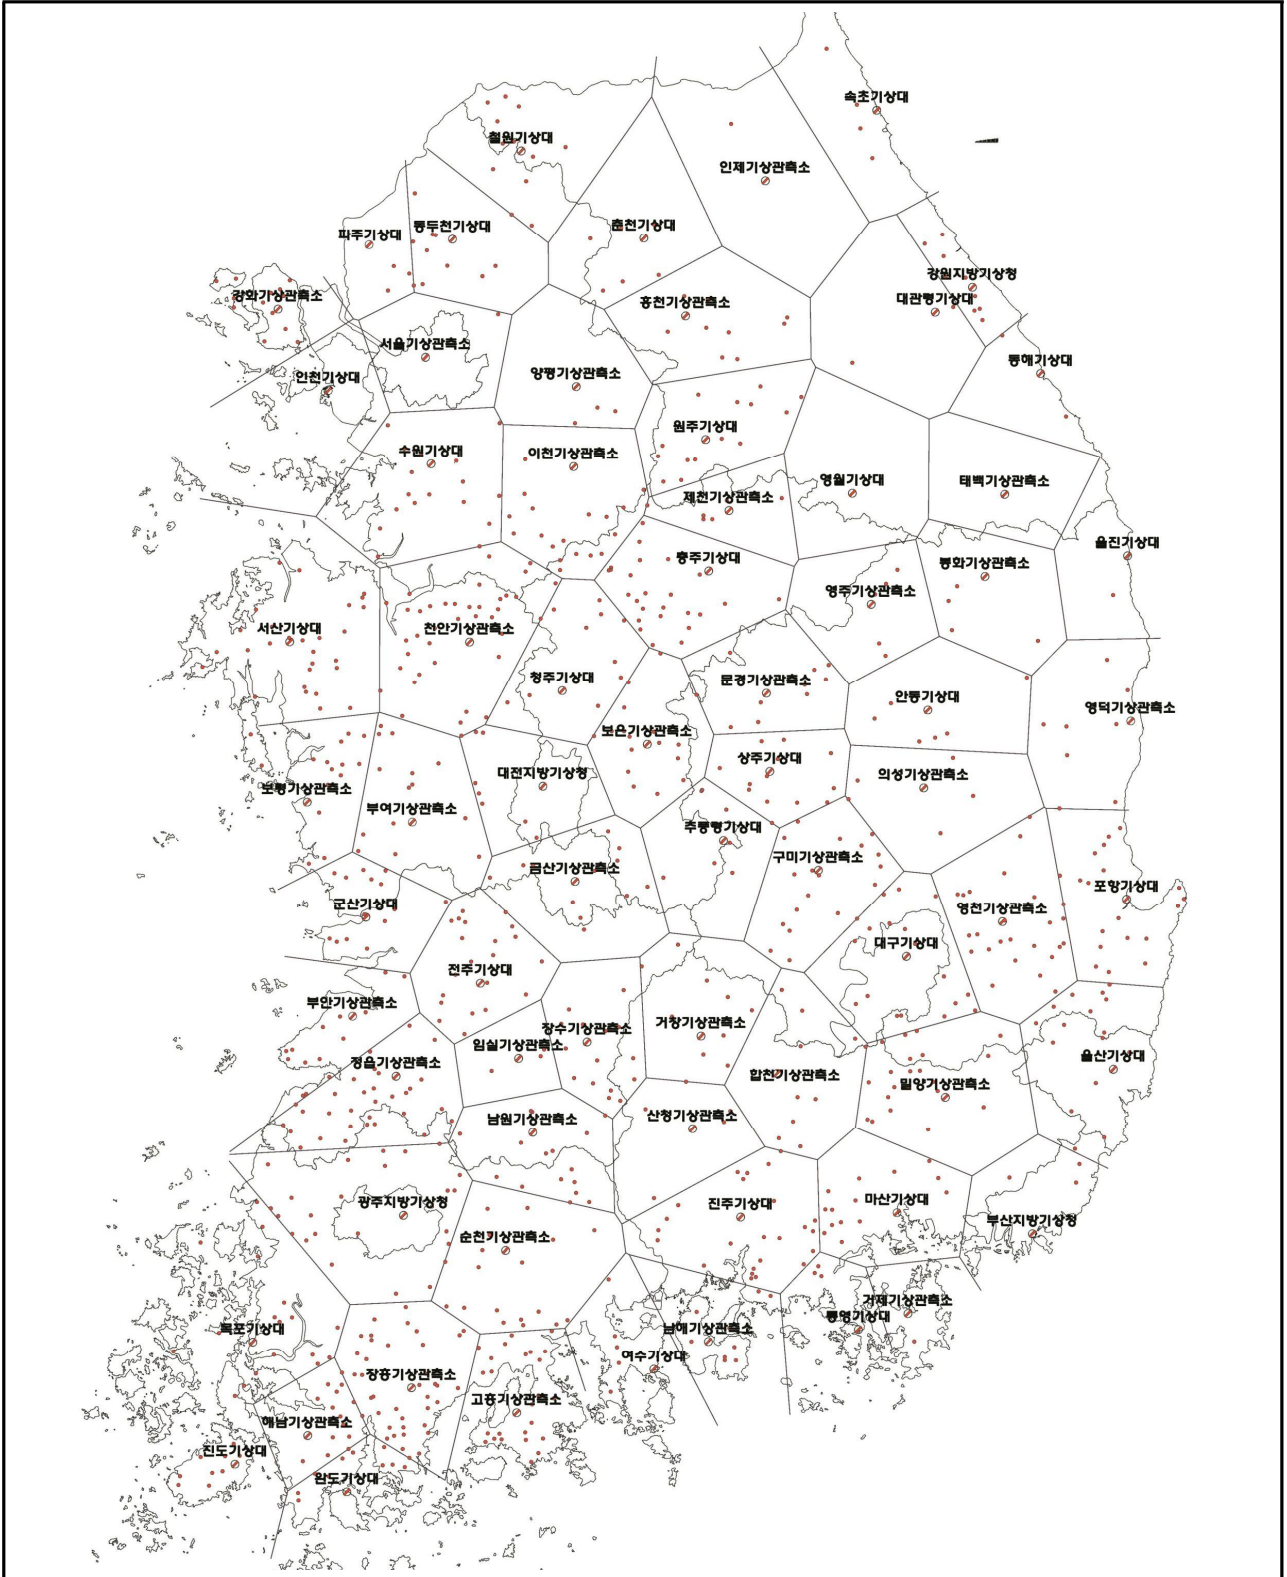 속초기상대
철원기상대
인제기상관측소
춘천기상대
동두천기상대
파주기상대
강원지방기상청
대관령기상대
강화기상관측소
홍천기상관측소
서울기상관측소
동해기상대
양평기상관측소
인천기상대
원주기상대
수원기상대
이천기상관측소
영월기상대
태백기상관측소
제천기상관측소
울진기상대
충주기상대
봉화기상관측소
영주기상관측소
서산기상대
천안기상관측소
청주기상대
문경기상관측소
안동기상대
영덕기상관측소
보은기상관측소
상주기상대
대전지방기상청
의성기상관측소
보령기상관측소
부여기상관측소
추풍령기상대
구미기상관측소
금산기상관측소
포항기상대
군산기상대
영천기상관측소
대구기상대
전주기상대
부안기상관측소
거창기상관측소
장수기상관측소
임실기상관측소
정읍기상관측소
합천기상관측소
울산기상대
밀양기상관측소
남원기상관측소
산청기상관측소
광주지방기상청
진주기상대
마산기상대
부산지방기상청
순천기상관측소
거제기상관측소
통영기상대
목포기상대
남해기상관측소
여수기상대
장흥기상관측소
고흥기상관측소
해남기상관측소
진도기상대
완도기상대